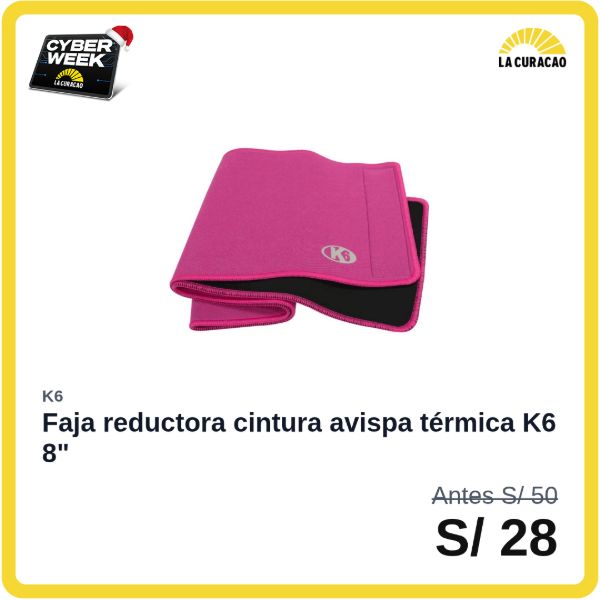 CYBER
WEEK
LA CURACAO
LA CURACAO
K6
K6
Faja reductora cintura avispa térmica K6
8"
Antes S/ 50
S/ 28